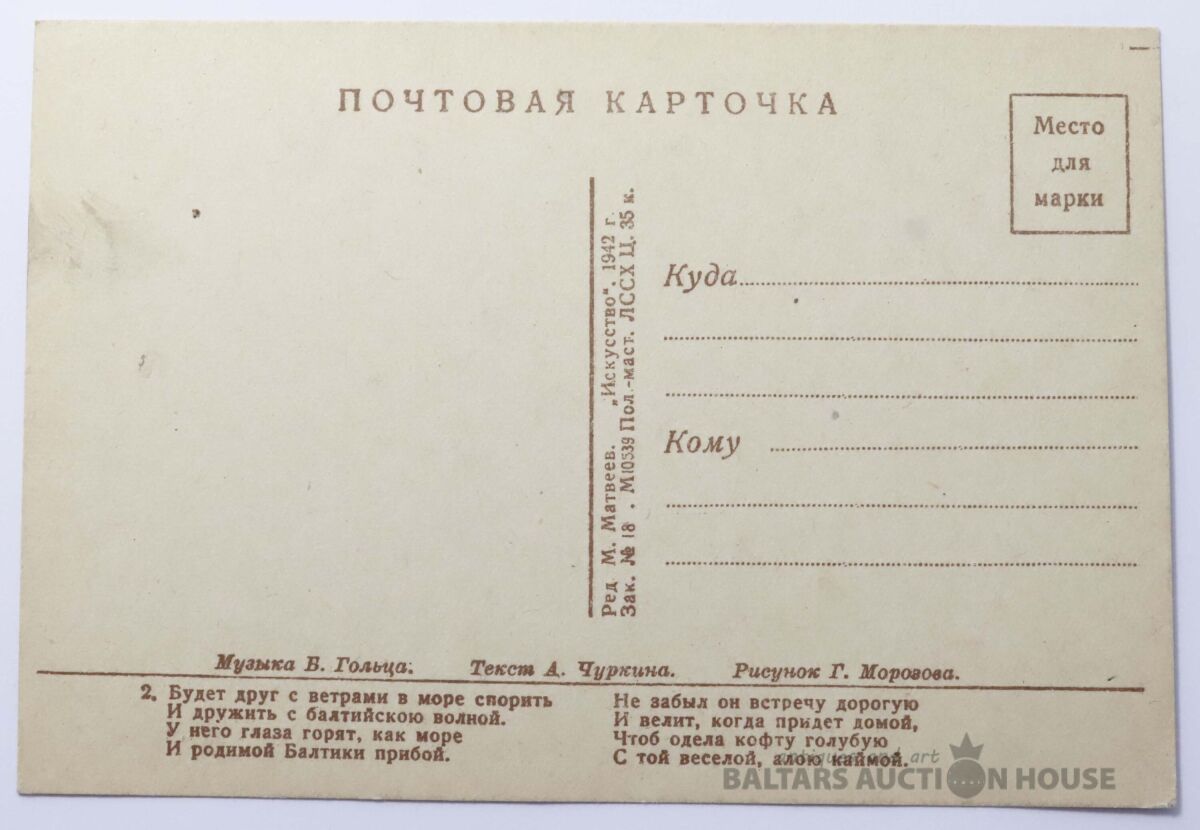 ПОЧТОВАЯ КАРТОЧКА
Место
для
марки
Ред М. Матвеев. „Искусство“. 1942 г.
Зак. № 18 . М10539 Пол.-маст. ЛССХ Ц. 35 к.
Куда
Кому
Музыка Б. Гольца. Текст А. Чуркина. Рисунок Г. Морозова.
2. Будет друг с ветрами в море спорить
И дружить с балтийскою волной.
У него глаза горят, как море
И родимой Балтики прибой.
Не забыл он встречу дорогую
И велит, когда придет домой,
Чтоб одела кофту голубую
С той веселой, алою каймой.
antiques and art
BALTARS AUCTION HOUSE